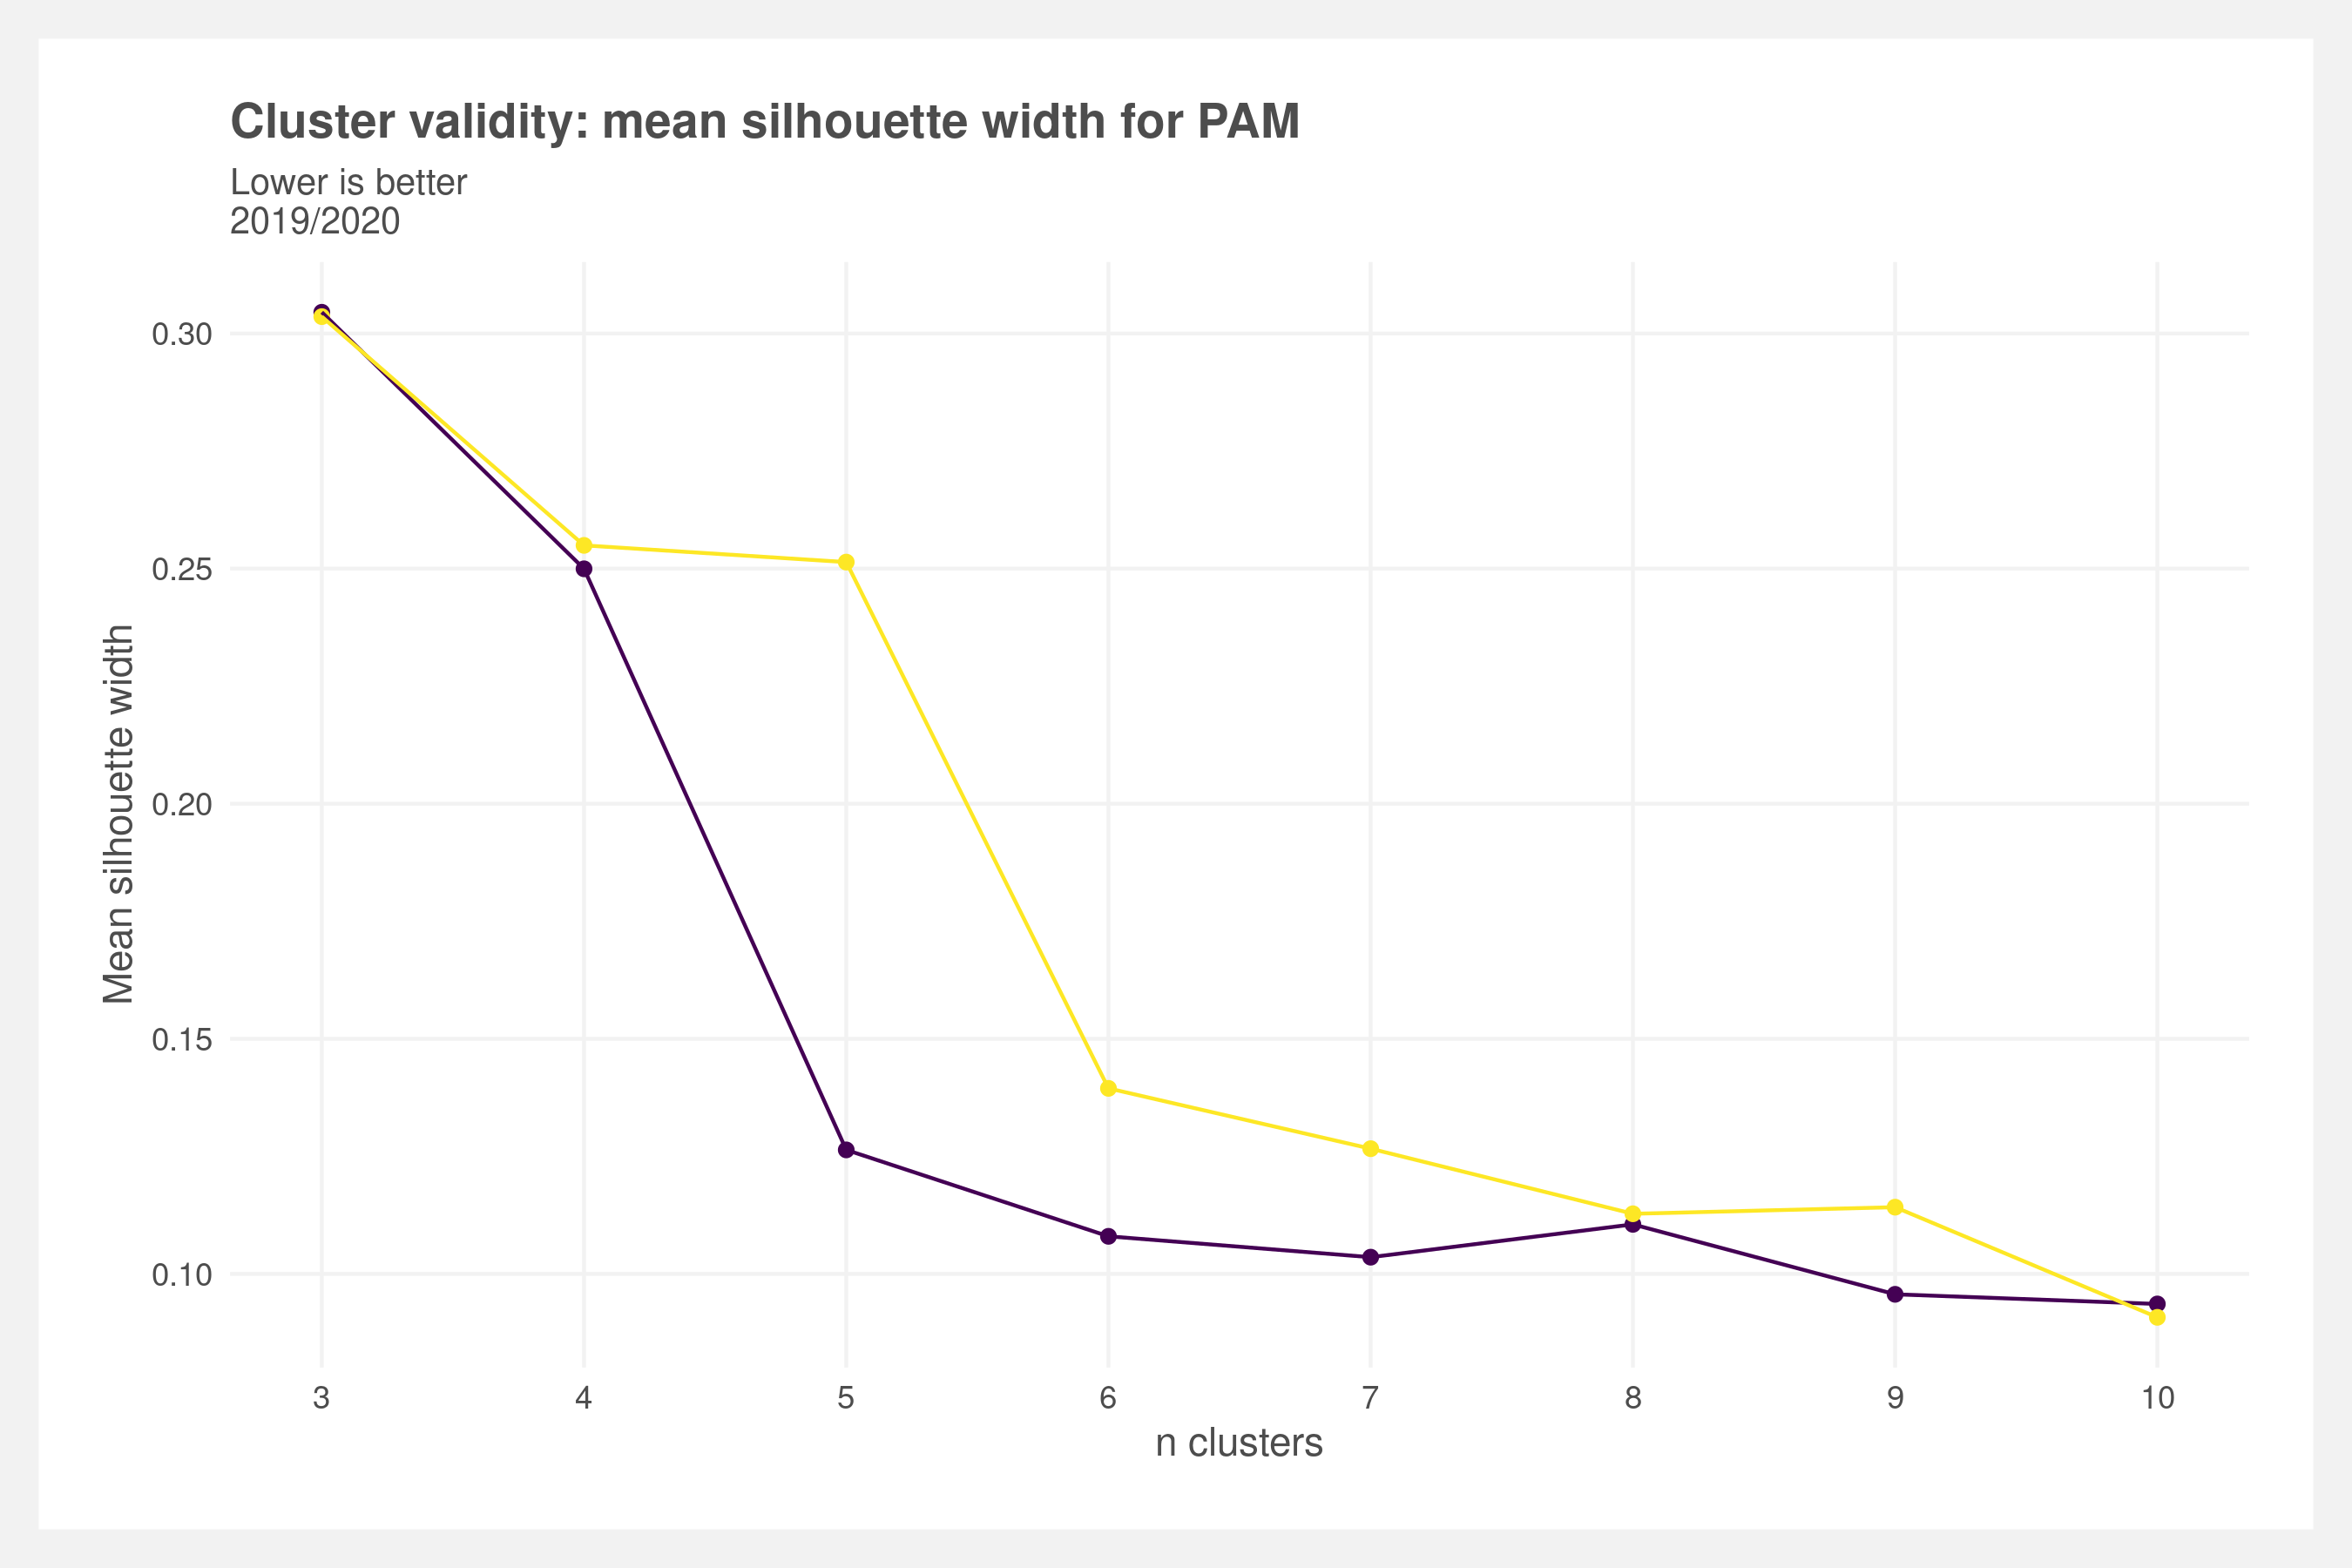 Cluster validity: mean silhouette width for PAM
Lower is better
2019/2020
Mean silhouette width
0.30
0.25
0.20
0.15
0.10
3 4 5 6 7 8 9 10
n clusters